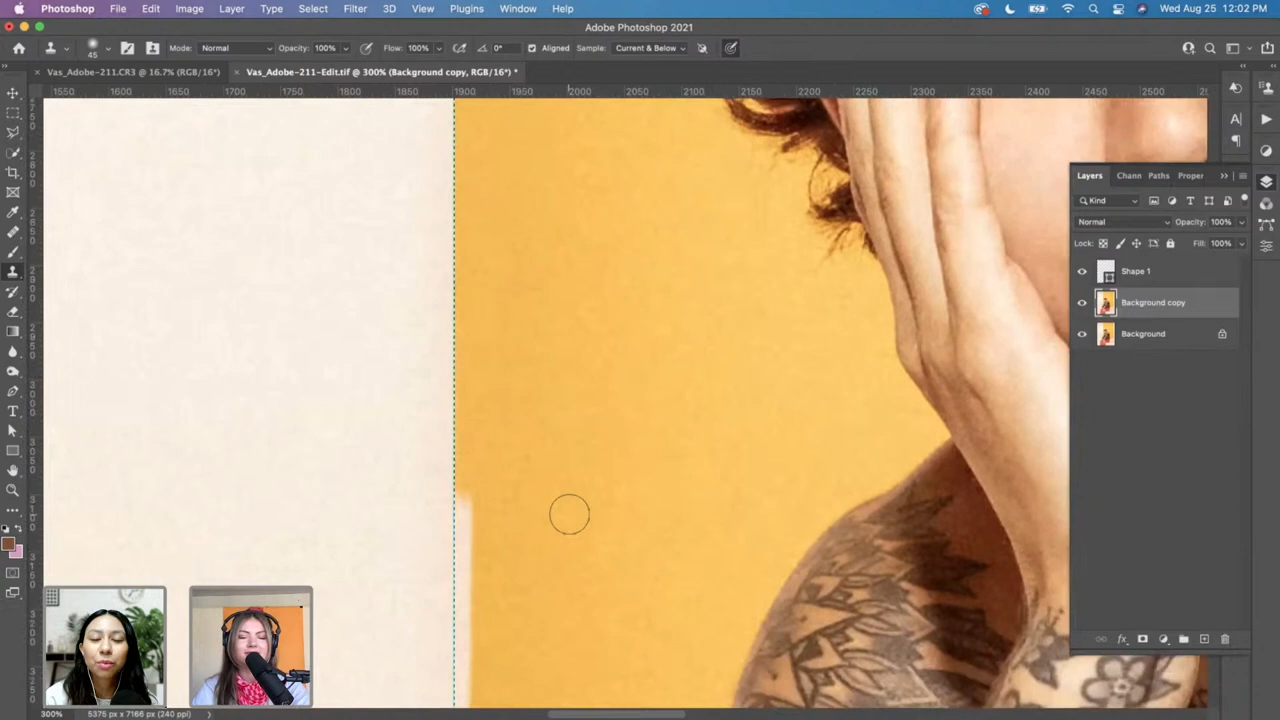 Photoshop File Edit Image Layer Type Select Filter 3D View Plugins Window Help Wed Aug 25 12:02 PM
Adobe Photoshop 2021
45 Mode: Normal Opacity: 100% Flow: 100% 0° Aligned Sample: Current & Below
Vas_Adobe-211.CR3 @ 16.7% (RGB/16*) Vas_Adobe-211-Edit.tif @ 300% (Background copy, RGB/16*) *
1550 1600 1650 1700 1750 1800 1850 1900 1950 2000 2050 2100 2150 2200 2250 2300 2350 2400 2450 2500
Layers Chann Paths Proper
Kind
Normal Opacity: 100%
Lock: Fill: 100%
Shape 1
Background copy
Background
300% 5375 px x 7166 px (240 ppi)